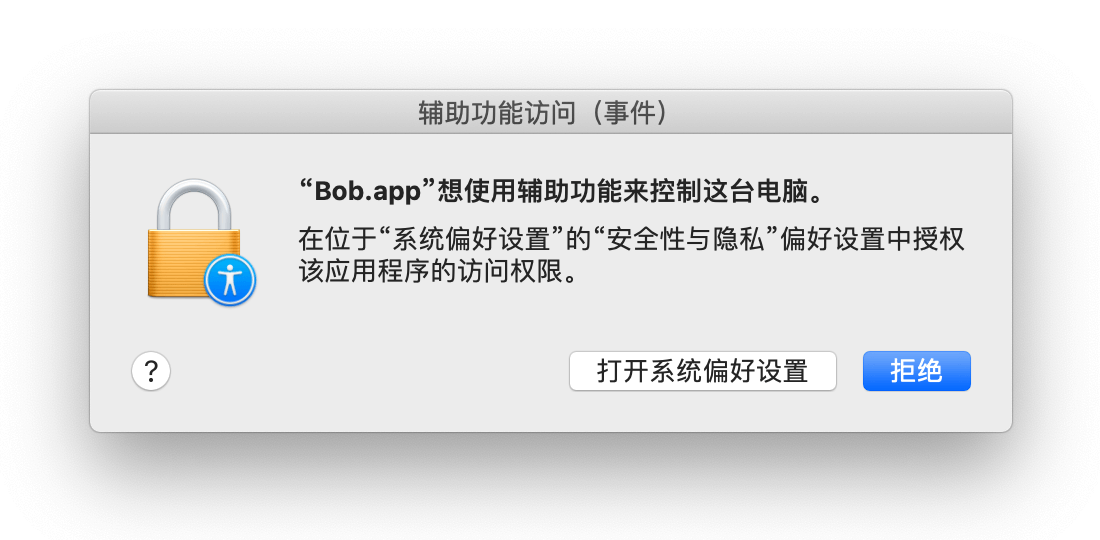 辅助功能访问（事件）
“Bob.app”想使用辅助功能来控制这台电脑。
在位于“系统偏好设置”的“安全性与隐私”偏好设置中授权
该应用程序的访问权限。
?
打开系统偏好设置
拒绝